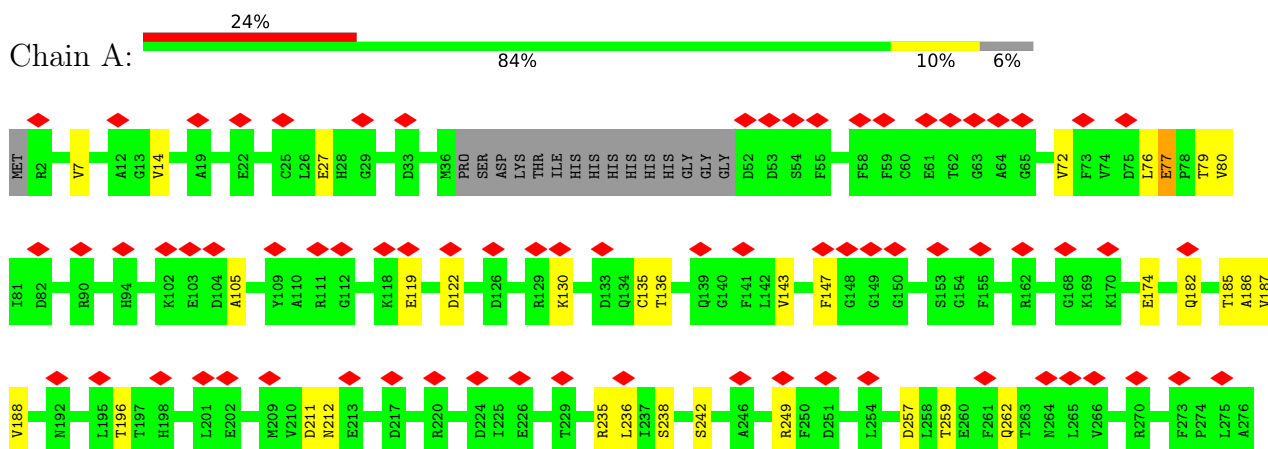 24%
Chain A:
84% 10% 6%
MET R2 V7 A12 G13 V14 A19 E22 C25 L26 E27 H28 G29 D33 M36 PRO SER ASP LYS THR ILE HIS HIS HIS HIS HIS HIS GLY GLY GLY D52 D53 S54 F55 F58 F59 C60 E61 T62 G63 A64 G65 V72 F73 V74 D75 L76 E77 P78 T79 V80
I81 D82 R90 H94 K102 E103 D104 A105 Y109 A110 R111 G112 K118 E119 D122 D126 R129 K130 D133 Q134 C135 T136 Q139 G140 F141 L142 V143 F147 G148 G149 G150 S153 G154 F155 R162 G168 K169 K170 E174 Q182 T185 A186 V187
V188 N192 L195 T196 T197 H198 L201 E202 M209 V210 D211 N212 E213 D217 R220 D224 I225 E226 T229 R235 L236 I237 S238 S242 A246 R249 F250 D251 L254 D257 L258 T259 E260 F261 Q262 T263 N264 L265 V266 R270 F273 P274 L275 A276